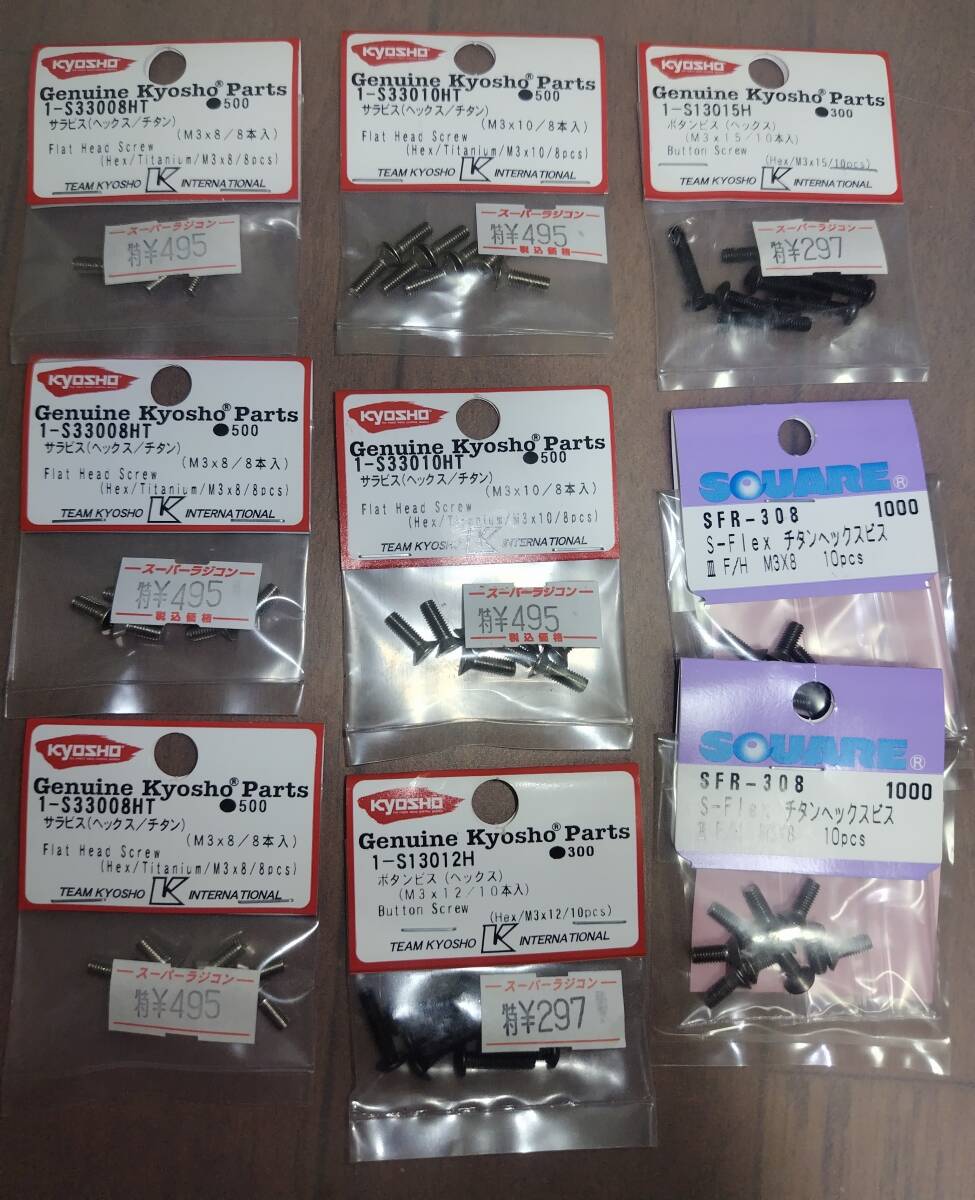 KYOSHO
Genuine Kyosho® Parts
1-S33008HT ●500
サラビス(ヘックス/チタン)
(M3x8/8本入)
Flat Head Screw
(Hex/Titanium/M3x8/8pcs)
TEAM KYOSHO K INTERNATIONAL
スーパーラジコン
特¥495
KYOSHO
Genuine Kyosho® Parts
1-S33010HT ●500
サラビス(ヘックス/チタン)
(M3x10/8本入)
Flat Head Screw
(Hex/Titanium/M3x10/8pcs)
TEAM KYOSHO K INTERNATIONAL
スーパーラジコン
特¥495
税込価格
KYOSHO
Genuine Kyosho® Parts
1-S13015H ●300
ボタンビス(ヘックス)
(M3x15/10本入)
Button Screw
(Hex/M3x15/10pcs)
TEAM KYOSHO K INTERNATIONAL
スーパーラジコン
特¥297
KYOSHO
Genuine Kyosho® Parts
1-S33008HT ●500
サラビス(ヘックス/チタン)
(M3x8/8本入)
Flat Head Screw
(Hex/Titanium/M3x8/8pcs)
TEAM KYOSHO K INTERNATIONAL
スーパーラジコン
特¥495
税込価格
KYOSHO
Genuine Kyosho® Parts
1-S33010HT ●500
サラビス(ヘックス/チタン)
(M3x10/8本入)
Flat Head Screw
(Hex/Titanium/M3x10/8pcs)
TEAM KYOSHO K INTERNATIONAL
スーパーラジコン
特¥495
税込価格
SQUARE®
SFR-308 1000
S-Flex チタンヘックスビス
Ⅲ F/H M3X8 10pcs
KYOSHO
Genuine Kyosho® Parts
1-S33008HT ●500
サラビス(ヘックス/チタン)
(M3x8/8本入)
Flat Head Screw
(Hex/Titanium/M3x8/8pcs)
TEAM KYOSHO K INTERNATIONAL
スーパーラジコン
特¥495
KYOSHO
Genuine Kyosho® Parts
1-S13012H ●300
ボタンビス(ヘックス)
(M3x12/10本入)
Button Screw
(Hex/M3x12/10pcs)
TEAM KYOSHO K INTERNATIONAL
スーパーラジコン
特¥297
SQUARE®
SFR-308 1000
S-Flex チタンヘックスビス
Ⅲ F/H M3X8 10pcs